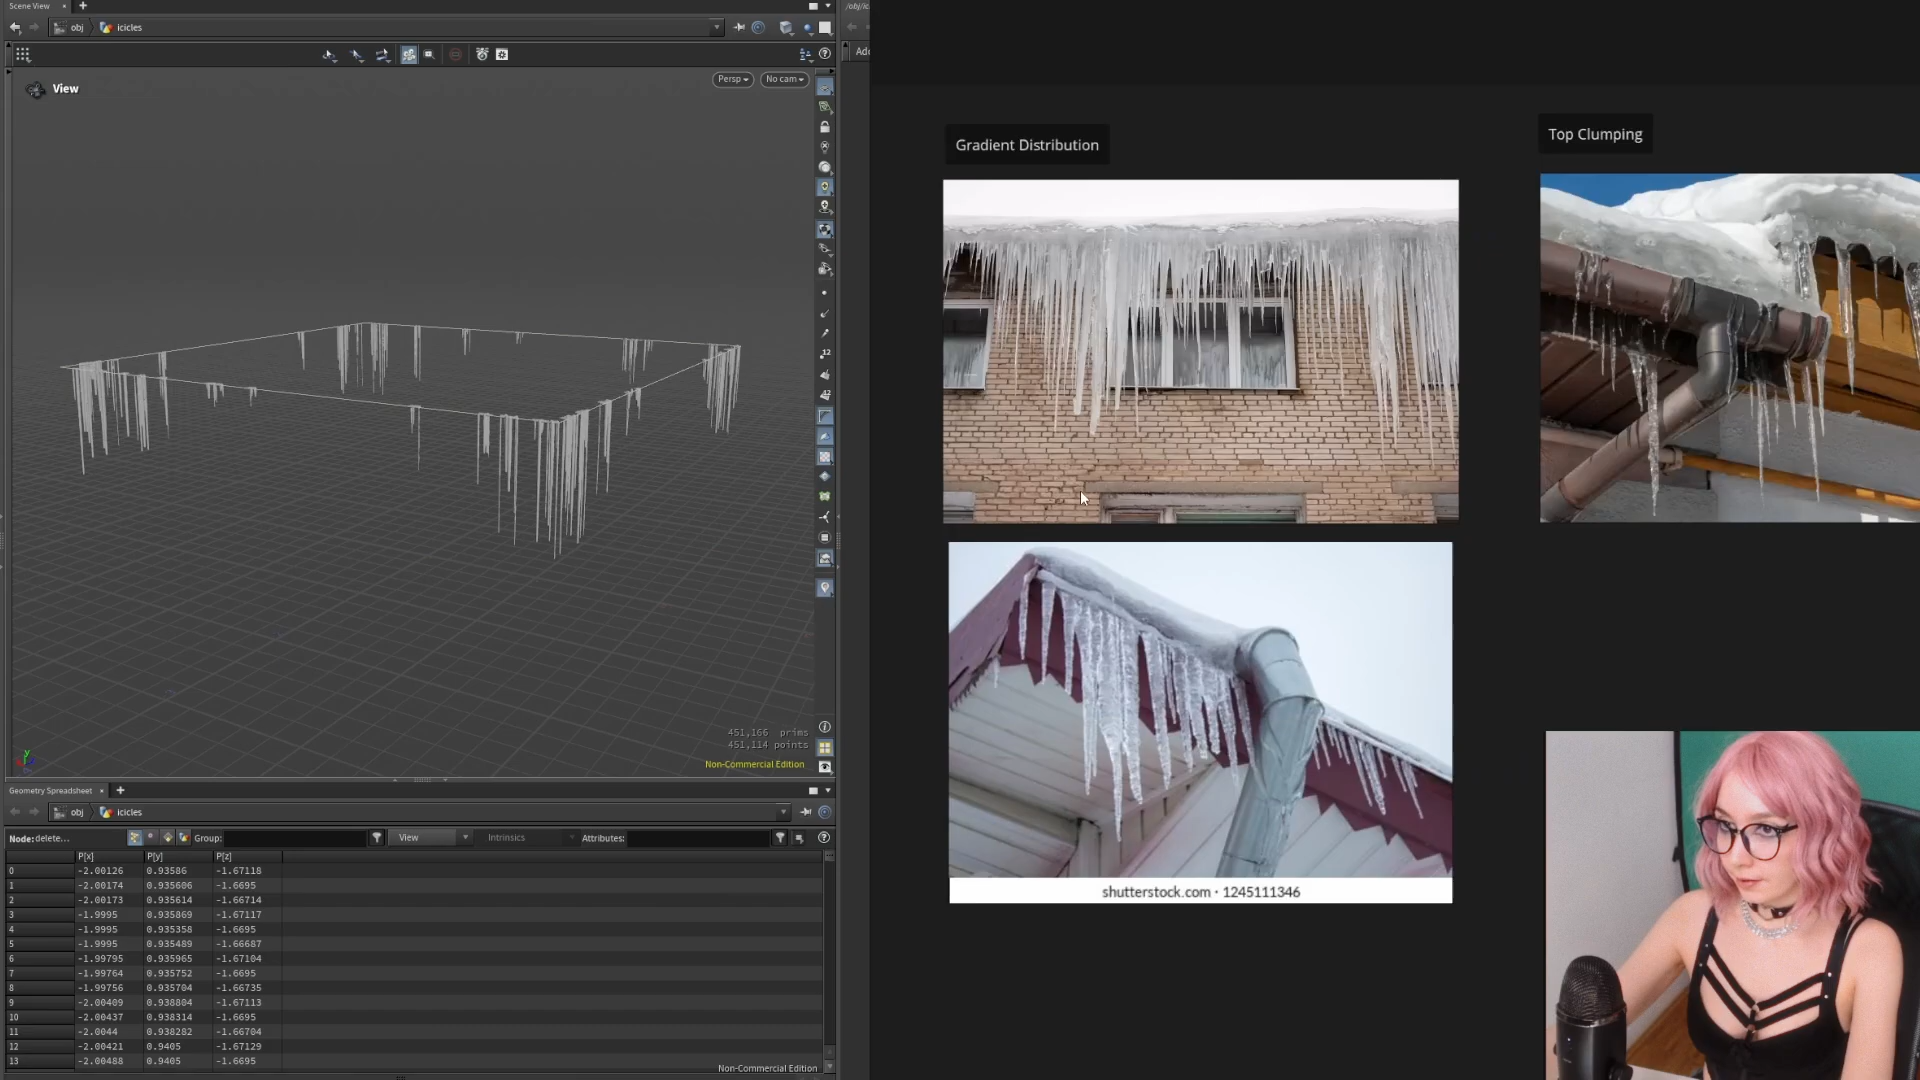 Scene View × +
obj icicles
/obj/ic
Add
View
Persp
No cam
12
y
451,166 prims
451,114 points
Non-Commercial Edition
Geometry Spreadsheet × +
obj icicles
Node: delete... Group: View Intrinsics Attributes:
P[x] P[y] P[z]
0 -2.00126 0.93586 -1.67118
1 -2.00174 0.935606 -1.6695
2 -2.00173 0.935614 -1.66714
3 -1.9995 0.935869 -1.67117
4 -1.9995 0.935358 -1.6695
5 -1.9995 0.935489 -1.66687
6 -1.99795 0.935965 -1.67104
7 -1.99764 0.935752 -1.6695
8 -1.99756 0.935704 -1.66735
9 -2.00409 0.938804 -1.67113
10 -2.00437 0.938314 -1.6695
11 -2.0044 0.938282 -1.66704
12 -2.00421 0.9405 -1.67129
13 -2.00488 0.9405 -1.6695
Non-Commercial Edition
Gradient Distribution
Top Clumping
shutterstock.com · 1245111346